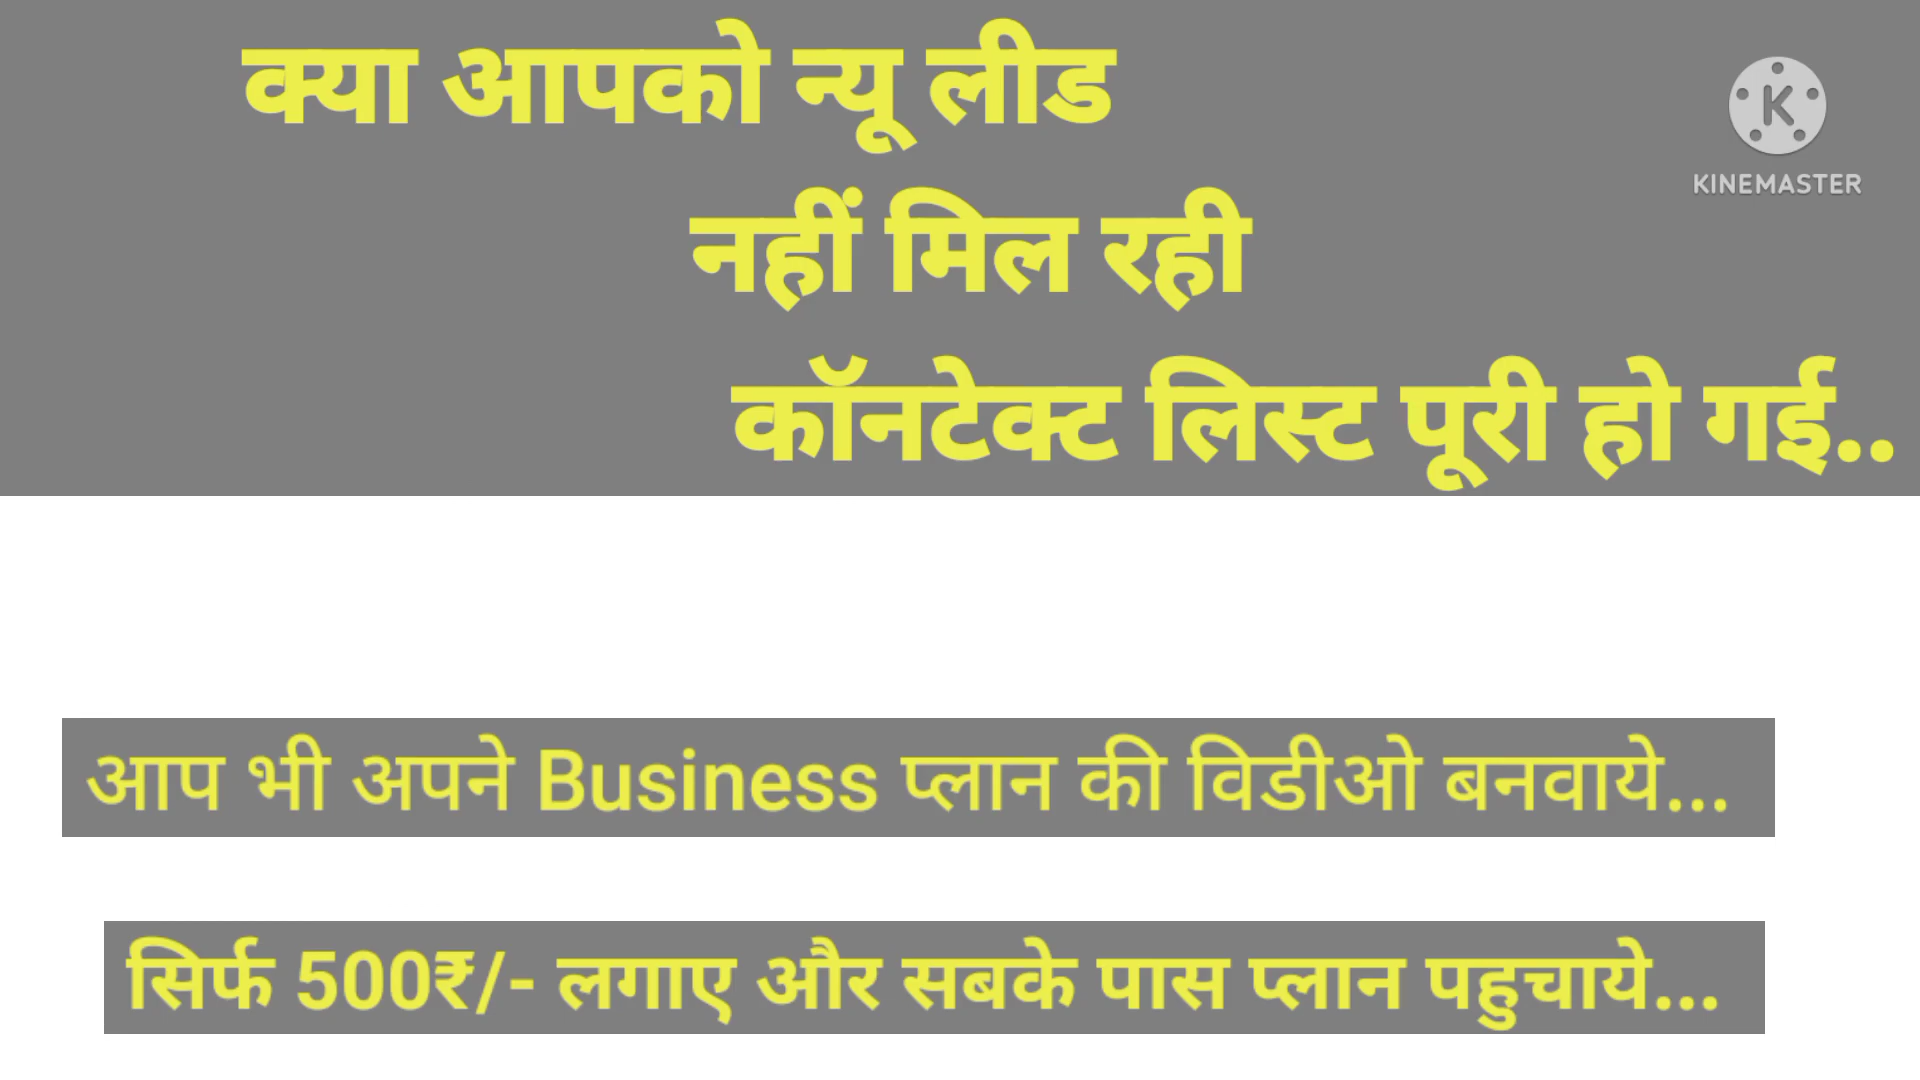 क्या आपको न्यू लीड
नहीं मिल रही
कॉनटेक्ट लिस्ट पूरी हो गई..
K
KINEMASTER
आप भी अपने Business प्लान की विडीओ बनवाये...
सिर्फ 500₹/- लगाए और सबके पास प्लान पहुचाये...